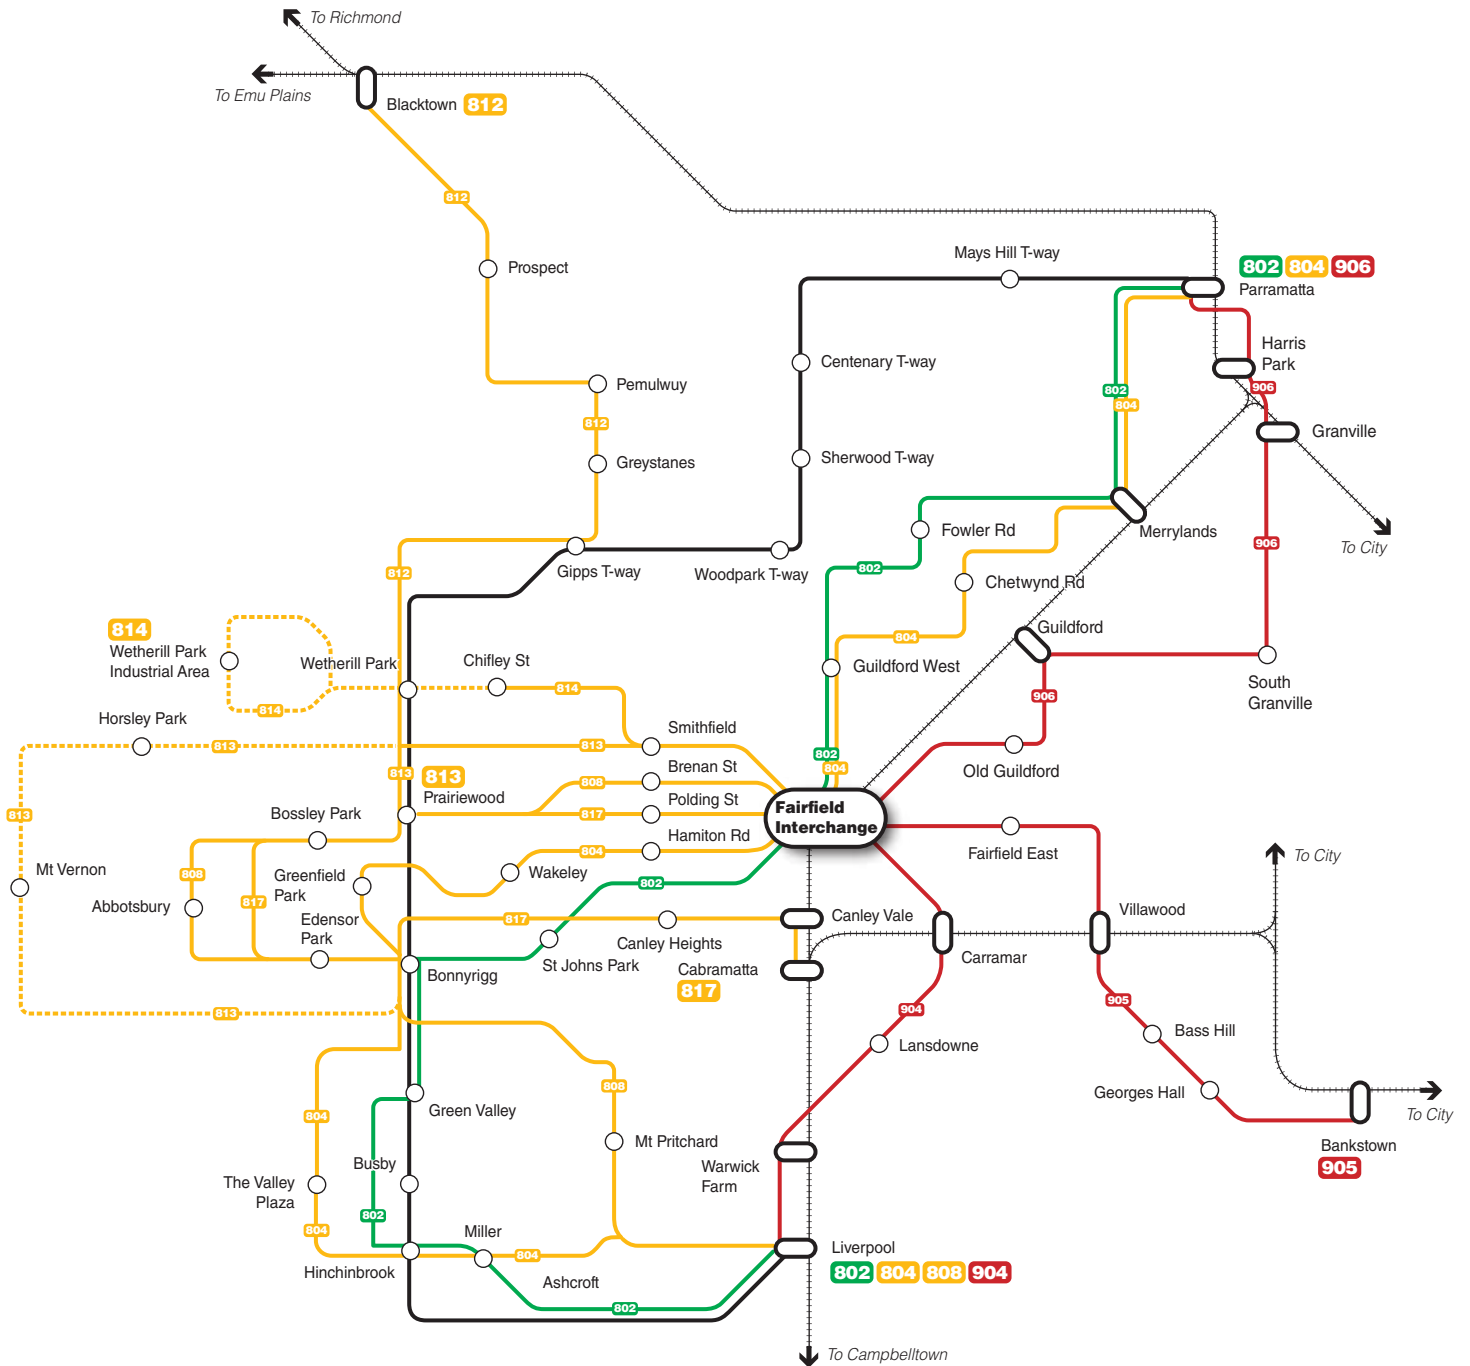 To Richmond
To Emu Plains
Blacktown 812
812
Prospect
Mays Hill T-way
802 804 906
Parramatta
Harris
Park
Centenary T-way
Pemulwuy
802
804
906
812
Granville
Greystanes
Sherwood T-way
Fowler Rd
Merrylands
To City
906
Gipps T-way
Woodpark T-way
812
802
Chetwynd Rd
814
Wetherill Park
Industrial Area
Wetherill Park
Chifley St
804
Guildford
Guildford West
814
814
906
South
Granville
Horsley Park
813
813
Smithfield
802
804
Old Guildford
813
813
Prairiewood
808
Brenan St
813
817
Polding St
Fairfield
Interchange
Bossley Park
Hamiton Rd
804
Fairfield East
To City
Mt Vernon
808
Greenfield
Park
Wakeley
802
Abbotsbury
817
Edensor
Park
817
Canley Heights
Canley Vale
Villawood
St Johns Park
Cabramatta
817
Carramar
Bonnyrigg
813
904
905
Lansdowne
Bass Hill
808
Georges Hall
804
Green Valley
To City
Mt Pritchard
Bankstown
905
Busby
Warwick
Farm
The Valley
Plaza
802
804
Miller
804
Liverpool
802 804 808 904
Hinchinbrook
Ashcroft
802
To Campbelltown